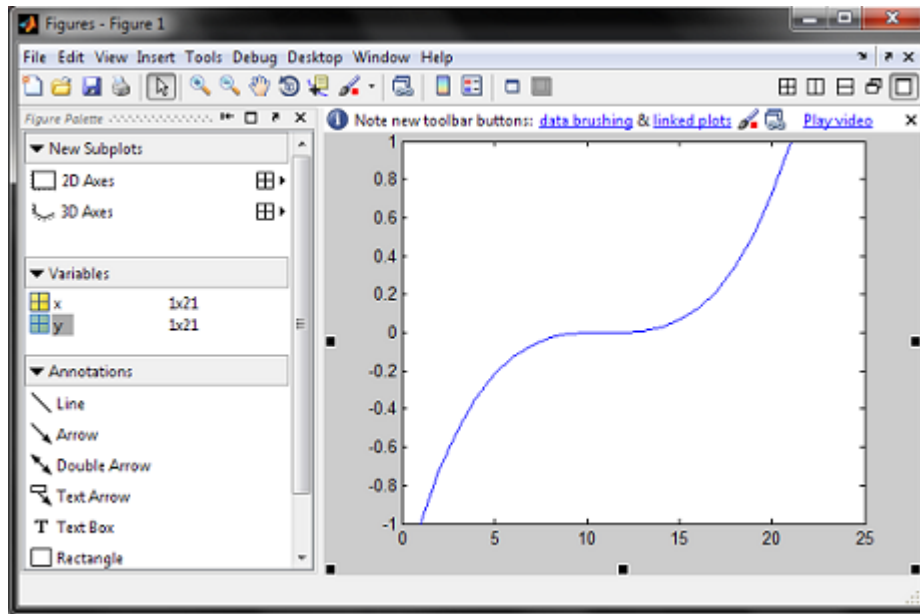 Figures - Figure 1
File Edit View Insert Tools Debug Desktop Window Help
Figure Palette
Note new toolbar buttons: data brushing & linked plots Play video
New Subplots
2D Axes
3D Axes
Variables
x 1x21
y 1x21
Annotations
Line
Arrow
Double Arrow
Text Arrow
T Text Box
Rectangle
1
0.8
0.6
0.4
0.2
0
-0.2
-0.4
-0.6
-0.8
-1
0 5 10 15 20 25